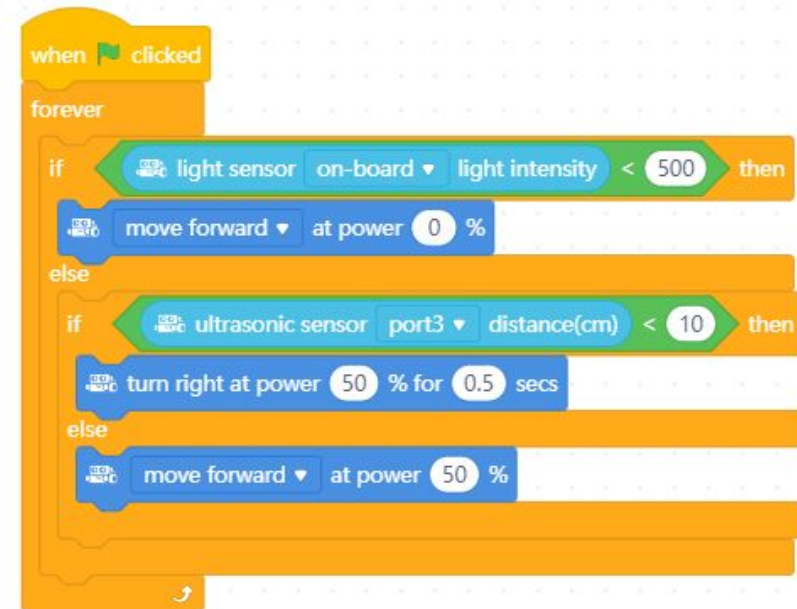 when clicked
forever
if light sensor on-board light intensity < 500 then
move forward at power 0 %
else
if ultrasonic sensor port3 distance(cm) < 10 then
turn right at power 50 % for 0.5 secs
else
move forward at power 50 %